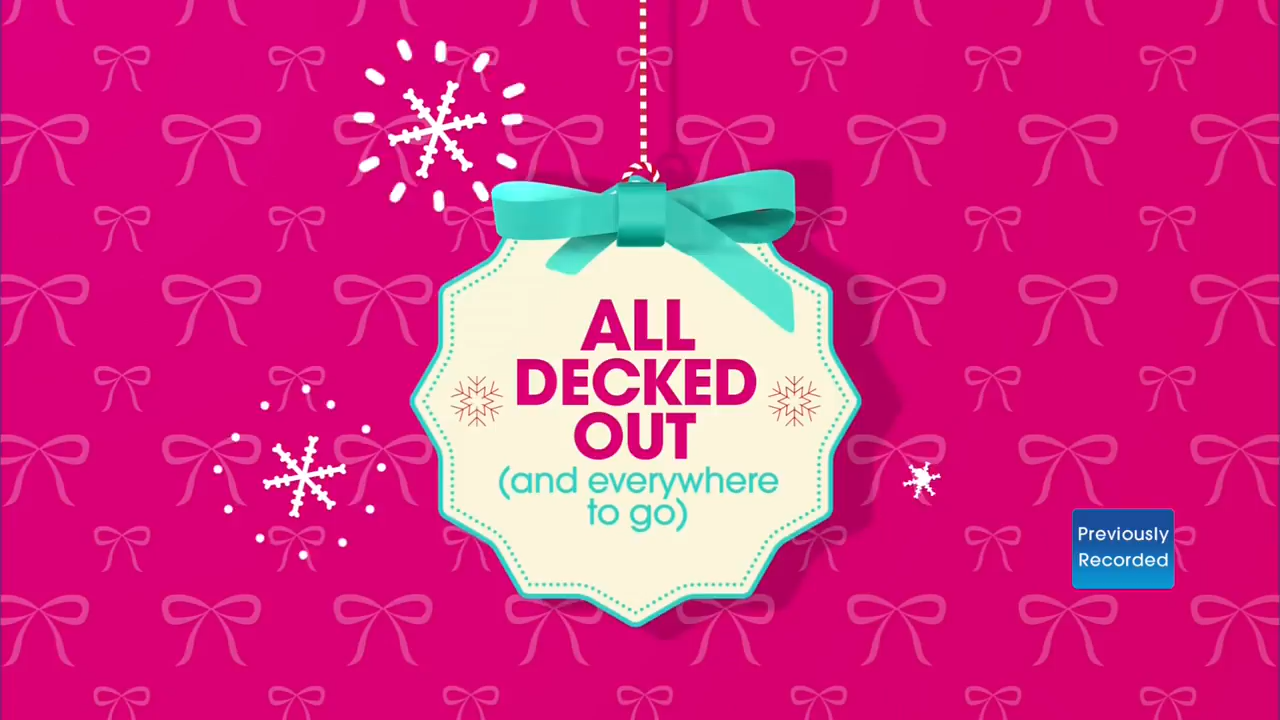 ALL
DECKED
OUT
(and everywhere
to go)
Previously
Recorded